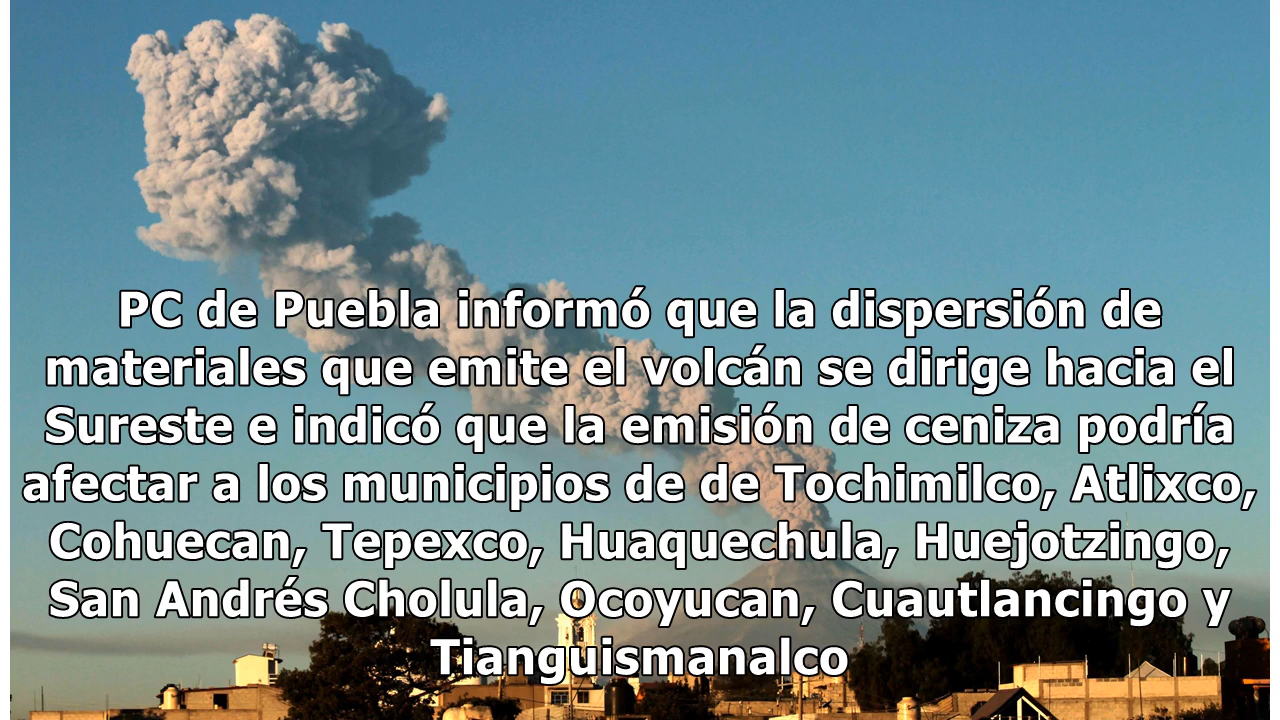 PC de Puebla informó que la dispersión de
materiales que emite el volcán se dirige hacia el
Sureste e indicó que la emisión de ceniza podría
afectar a los municipios de de Tochimilco, Atlixco,
Cohuecan, Tepexco, Huaquechula, Huejotzingo,
San Andrés Cholula, Ocoyucan, Cuautlancingo y
Tianguismanalco